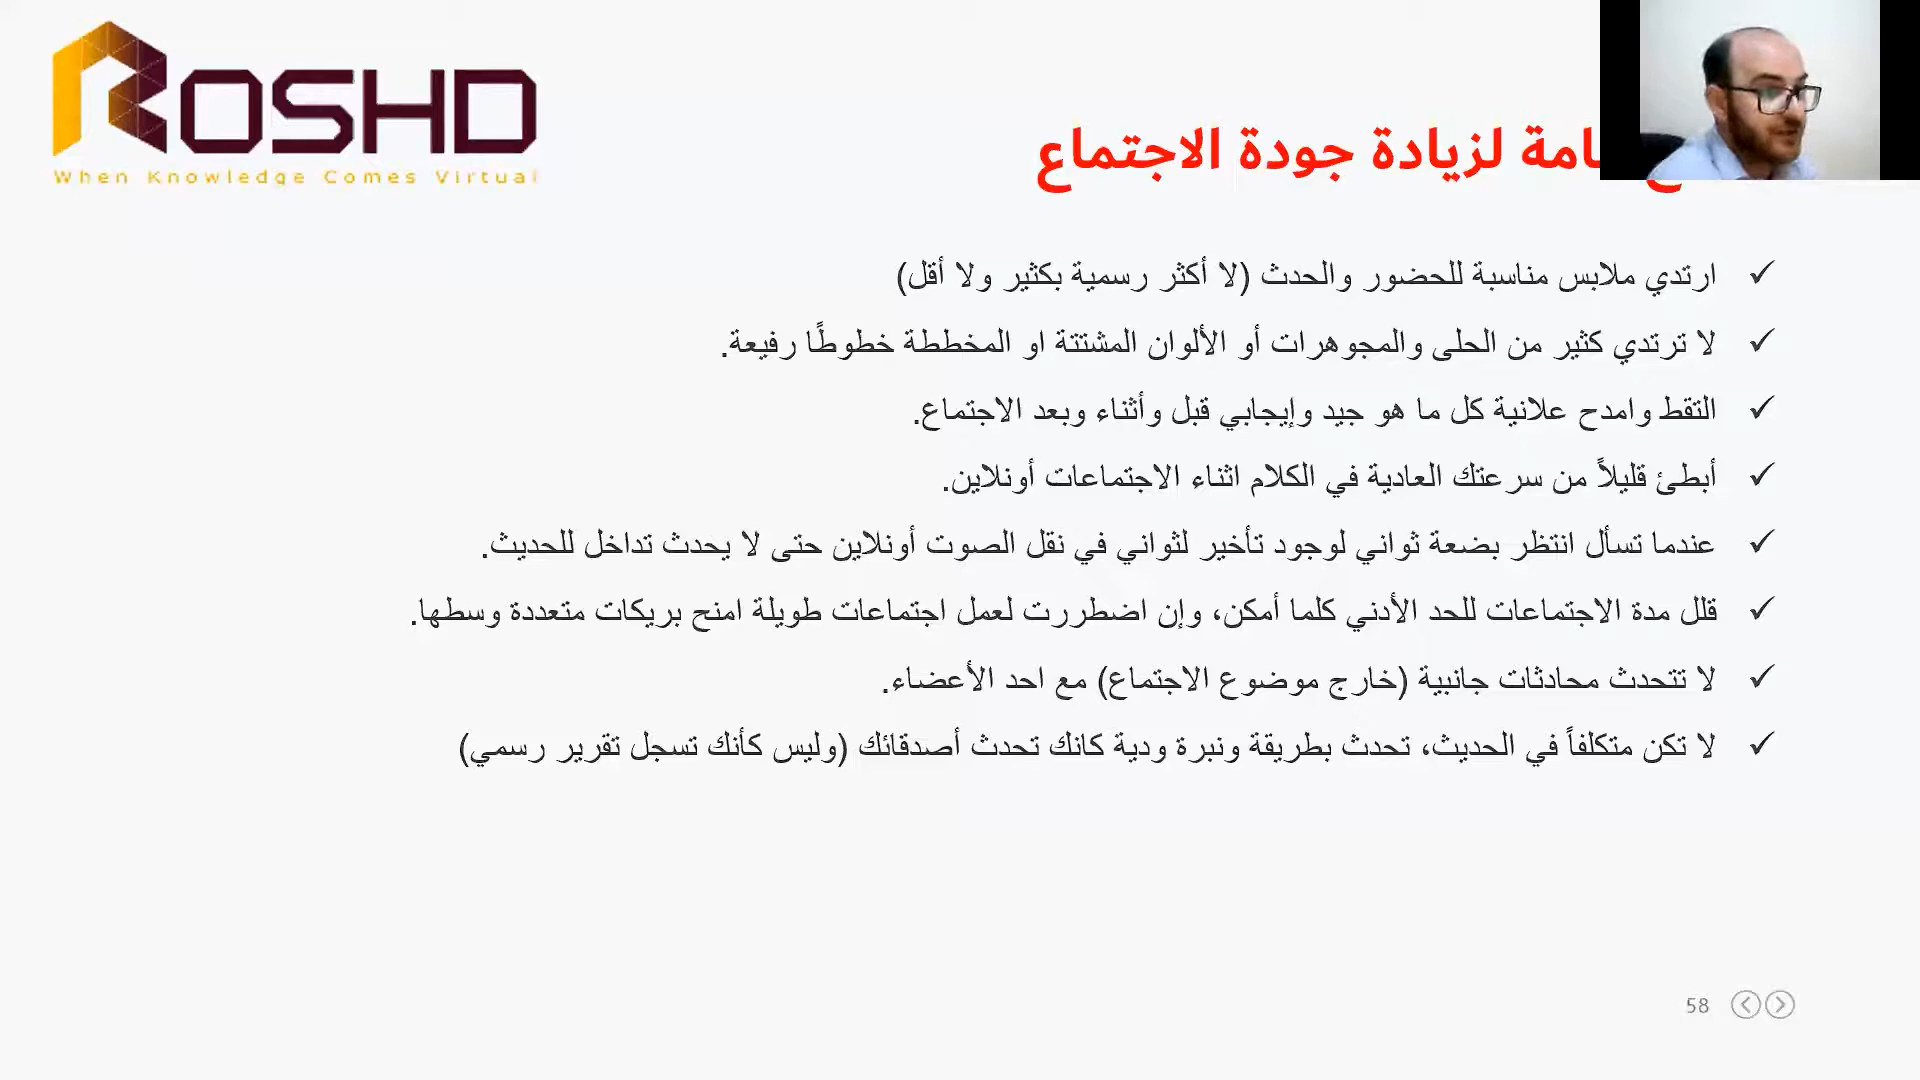 ROSHD
When Knowledge Comes Virtual
لزيادة جودة الاجتماع
ارتدي ملابس مناسبة للحضور والحدث (لا أكثر رسمية بكثير ولا أقل)
لا ترتدي كثير من الحلى والمجوهرات أو الألوان المشتتة او المخططة خطوطًا رفيعة.
التقط وامدح علانية كل ما هو جيد وإيجابي قبل وأثناء وبعد الاجتماع.
أبطئ قليلاً من سرعتك العادية في الكلام اثناء الاجتماعات أونلاين.
عندما تسأل انتظر بضعة ثواني لوجود تأخير لثواني في نقل الصوت أونلاين حتى لا يحدث تداخل للحديث.
قلل مدة الاجتماعات للحد الأدني كلما أمكن، وإن اضطررت لعمل اجتماعات طويلة امنح بريكات متعددة وسطها.
لا تتحدث محادثات جانبية (خارج موضوع الاجتماع) مع احد الأعضاء.
لا تكن متكلفاً في الحديث، تحدث بطريقة ونبرة ودية كانك تحدث أصدقائك (وليس كأنك تسجل تقرير رسمي)
58